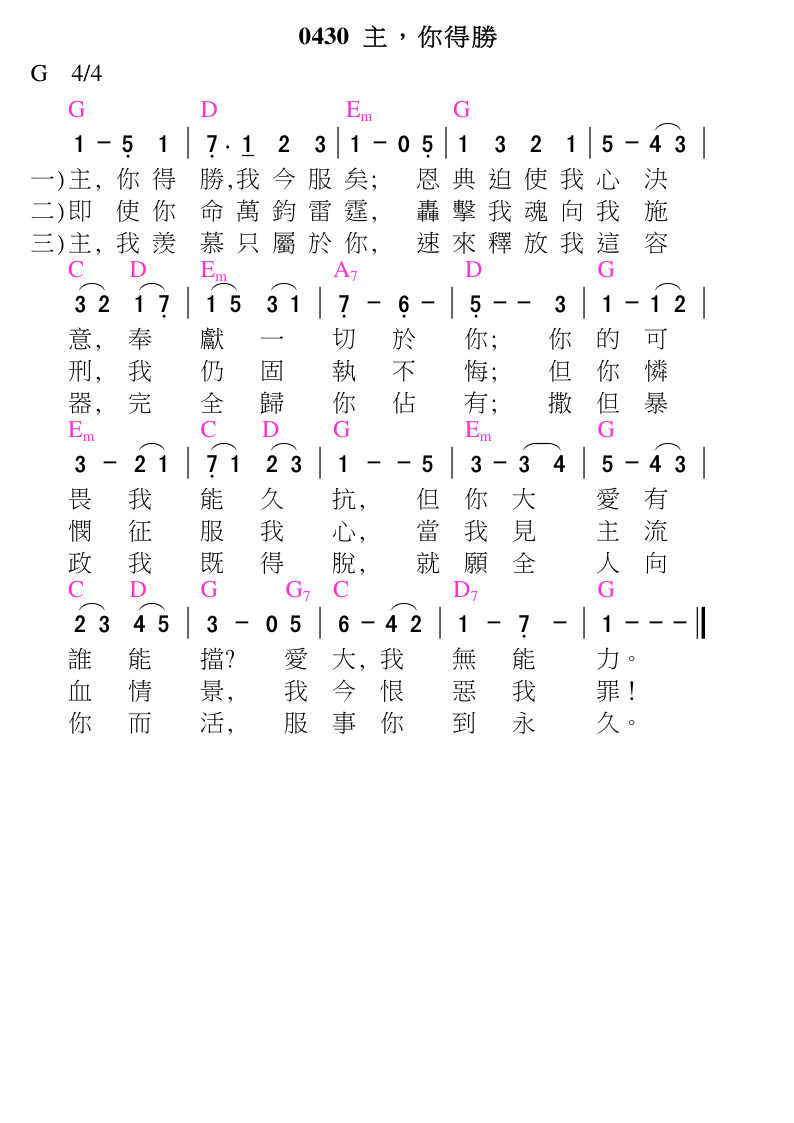 0430 主，你得勝
G 4/4
G D Em G
1 - 5̣ 1 | 7̣· 1̲ 2 3 | 1 - 0 5̣ | 1 3 2 1 | 5 - 4 3 |
一)主, 你 得 勝,我 今 服 矣; 恩 典 迫 使 我 心 決
二)即 使 你 命 萬 鈞 雷 霆, 轟 擊 我 魂 向 我 施
三)主, 我 羨 慕 只 屬 於 你, 速 來 釋 放 我 這 容
C D Em A7 D G
3 2 1 7̣ | 1 5 3 1 | 7̣ - 6̣ - | 5̣ - - 3 | 1 - 1 2 |
意, 奉 獻 一 切 於 你; 你 的 可
刑, 我 仍 固 執 不 悔; 但 你 憐
器, 完 全 歸 你 佔 有; 撒 但 暴
Em C D G Em G
3 - 2 1 | 7̣ 1 2 3 | 1 - - 5 | 3 - 3 4 | 5 - 4 3 |
畏 我 能 久 抗, 但 你 大 愛 有
憫 征 服 我 心, 當 我 見 主 流
政 我 既 得 脫, 就 願 全 人 向
C D G G7 C D7 G
2 3 4 5 | 3 - 0 5 | 6 - 4 2 | 1 - 7̣ - | 1 - - - ‖
誰 能 擋? 愛 大, 我 無 能 力。
血 情 景, 我 今 恨 惡 我 罪！
你 而 活, 服 事 你 到 永 久。